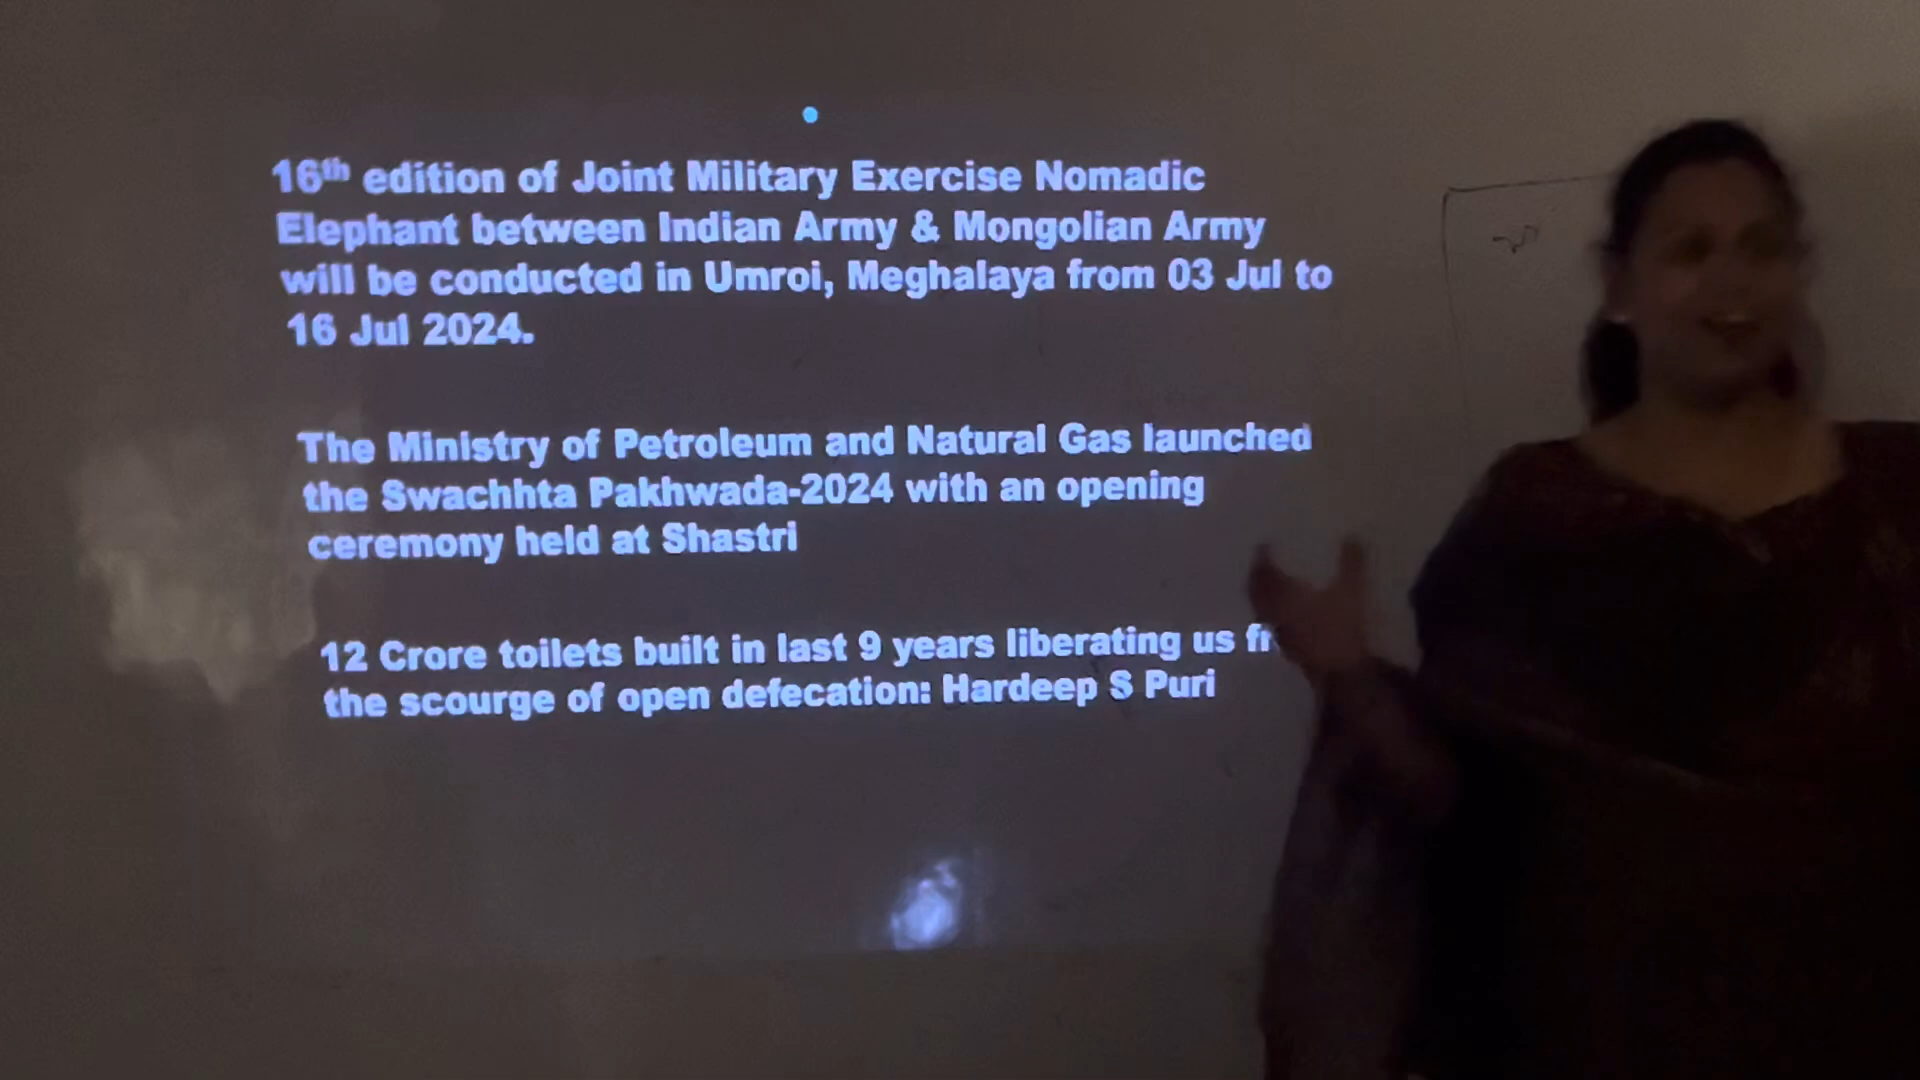 16th edition of Joint Military Exercise Nomadic
Elephant between Indian Army & Mongolian Army
will be conducted in Umroi, Meghalaya from 03 Jul to
16 Jul 2024.
The Ministry of Petroleum and Natural Gas launched
the Swachhta Pakhwada-2024 with an opening
ceremony held at Shastri
12 Crore toilets built in last 9 years liberating us
the scourge of open defecation: Hardeep S Puri